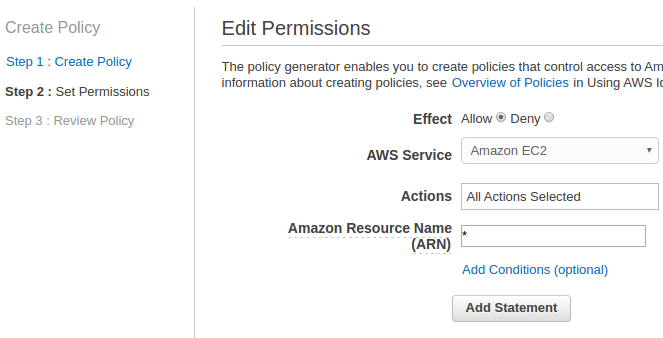 Create Policy
Step 1 : Create Policy
Step 2 : Set Permissions
Step 3 : Review Policy
Edit Permissions
The policy generator enables you to create policies that control access to Am
information about creating policies, see Overview of Policies in Using AWS Id
Effect Allow Deny
AWS Service Amazon EC2
Actions All Actions Selected
Amazon Resource Name
(ARN) *
Add Conditions (optional)
Add Statement